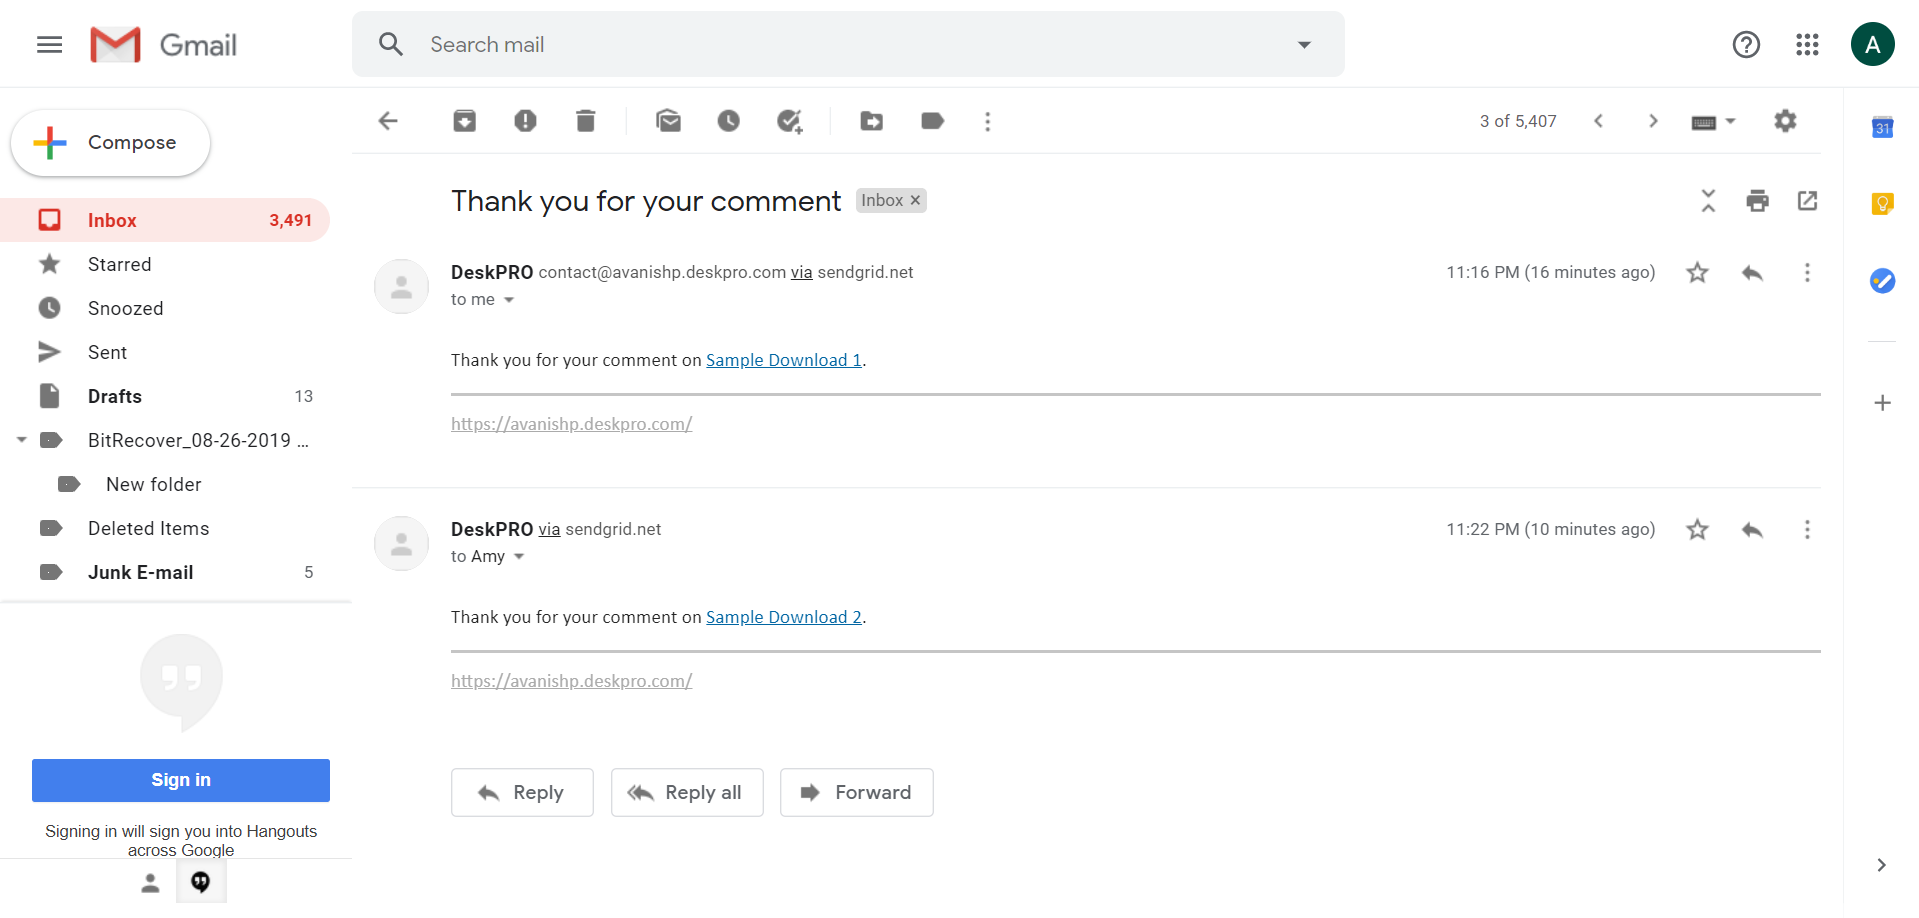 Gmail
Search mail
A
Compose
3 of 5,407
31
Inbox 3,491
Starred
Snoozed
Sent
Drafts 13
BitRecover_08-26-2019 ...
New folder
Deleted Items
Junk E-mail 5
Sign in
Signing in will sign you into Hangouts
across Google
Thank you for your comment Inbox ×
DeskPRO contact@avanishp.deskpro.com via sendgrid.net 11:16 PM (16 minutes ago)
to me
Thank you for your comment on Sample Download 1.
https://avanishp.deskpro.com/
DeskPRO via sendgrid.net 11:22 PM (10 minutes ago)
to Amy
Thank you for your comment on Sample Download 2.
https://avanishp.deskpro.com/
Reply Reply all Forward